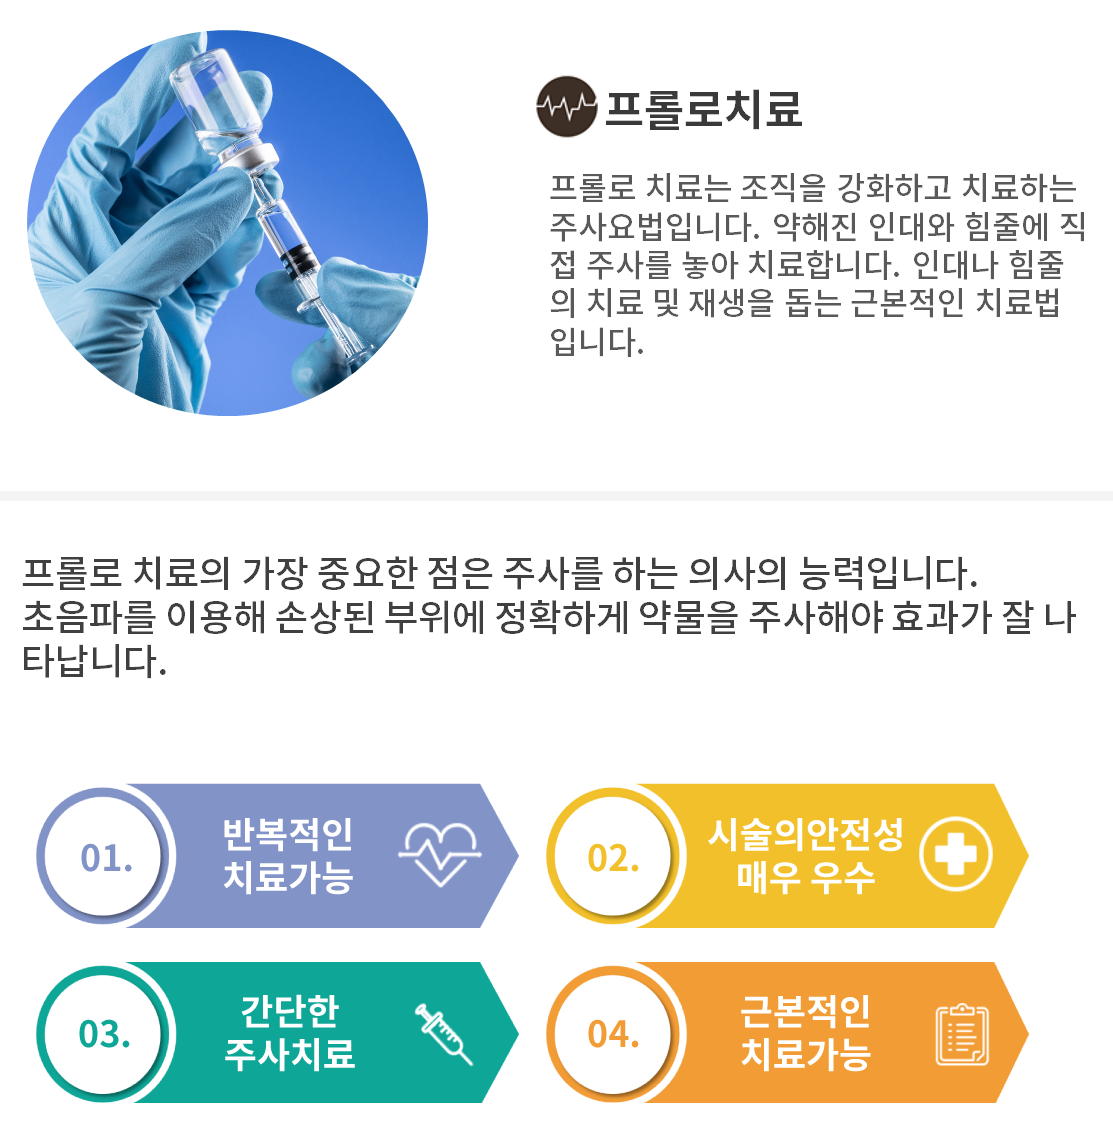 프롤로치료
프롤로 치료는 조직을 강화하고 치료하는
주사요법입니다. 약해진 인대와 힘줄에 직
접 주사를 놓아 치료합니다. 인대나 힘줄
의 치료 및 재생을 돕는 근본적인 치료법
입니다.
프롤로 치료의 가장 중요한 점은 주사를 하는 의사의 능력입니다.
초음파를 이용해 손상된 부위에 정확하게 약물을 주사해야 효과가 잘 나
타납니다.
01.
반복적인
치료가능
02.
시술의안전성
매우 우수
03.
간단한
주사치료
04.
근본적인
치료가능